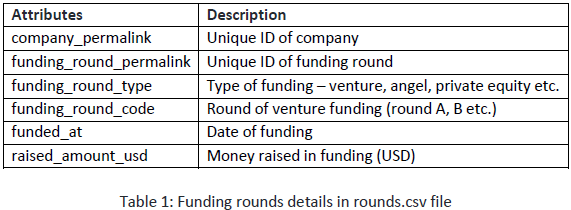 Attributes Description
company_permalink Unique ID of company
funding_round_permalink Unique ID of funding round
funding_round_type Type of funding – venture, angel, private equity etc.
funding_round_code Round of venture funding (round A, B etc.)
funded_at Date of funding
raised_amount_usd Money raised in funding (USD)
Table 1: Funding rounds details in rounds.csv file